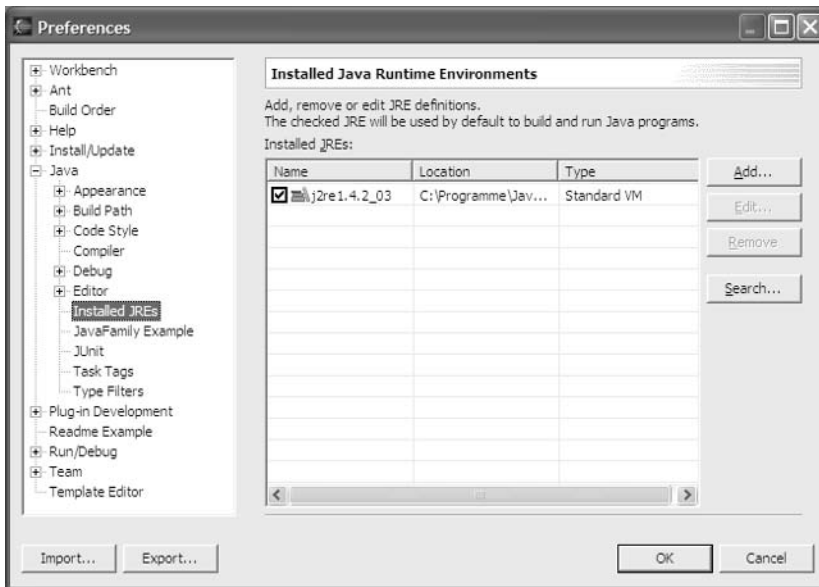 Preferences
Workbench
Ant
Build Order
Help
Install/Update
Java
Appearance
Build Path
Code Style
Compiler
Debug
Editor
Installed JREs
JavaFamily Example
JUnit
Task Tags
Type Filters
Plug-in Development
Readme Example
Run/Debug
Team
Template Editor
Installed Java Runtime Environments
Add, remove or edit JRE definitions.
The checked JRE will be used by default to build and run Java programs.
Installed JREs:
Name Location Type
j2re1.4.2_03 C:\Programme\Jav... Standard VM
Add...
Edit...
Remove
Search...
Import... Export... OK Cancel